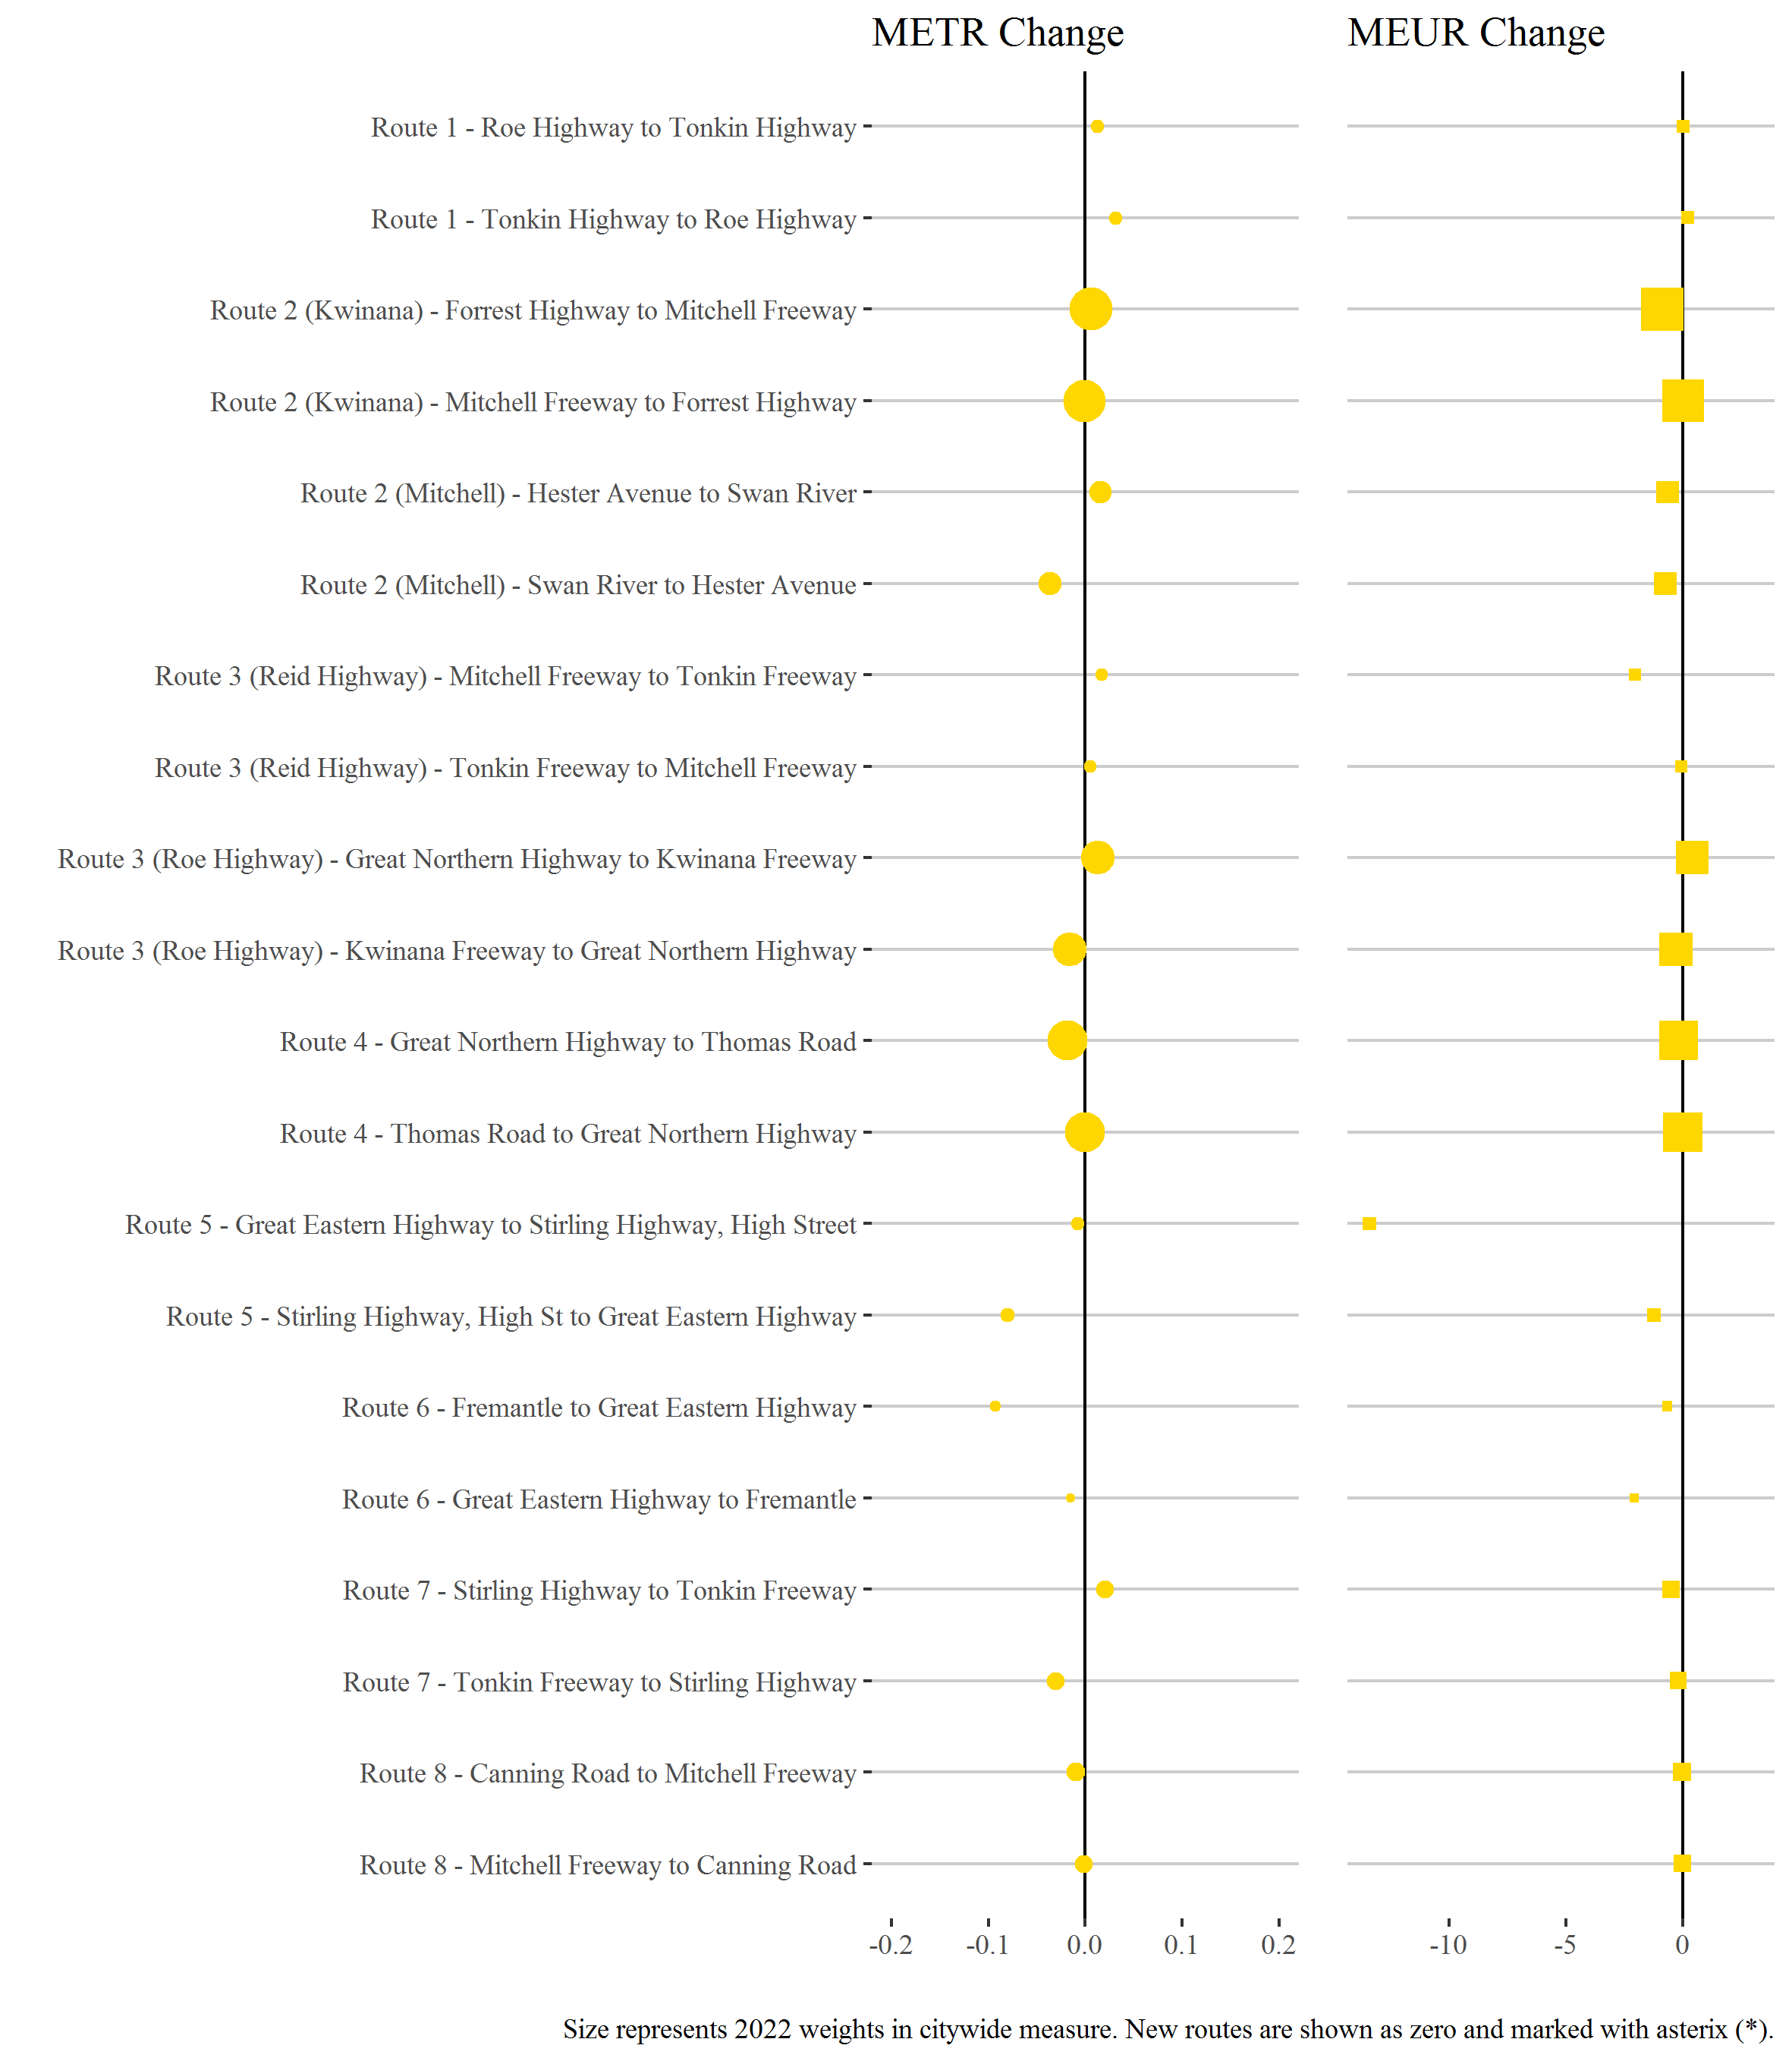 METR Change
MEUR Change
Route 1 - Roe Highway to Tonkin Highway
Route 1 - Tonkin Highway to Roe Highway
Route 2 (Kwinana) - Forrest Highway to Mitchell Freeway
Route 2 (Kwinana) - Mitchell Freeway to Forrest Highway
Route 2 (Mitchell) - Hester Avenue to Swan River
Route 2 (Mitchell) - Swan River to Hester Avenue
Route 3 (Reid Highway) - Mitchell Freeway to Tonkin Freeway
Route 3 (Reid Highway) - Tonkin Freeway to Mitchell Freeway
Route 3 (Roe Highway) - Great Northern Highway to Kwinana Freeway
Route 3 (Roe Highway) - Kwinana Freeway to Great Northern Highway
Route 4 - Great Northern Highway to Thomas Road
Route 4 - Thomas Road to Great Northern Highway
Route 5 - Great Eastern Highway to Stirling Highway, High Street
Route 5 - Stirling Highway, High St to Great Eastern Highway
Route 6 - Fremantle to Great Eastern Highway
Route 6 - Great Eastern Highway to Fremantle
Route 7 - Stirling Highway to Tonkin Freeway
Route 7 - Tonkin Freeway to Stirling Highway
Route 8 - Canning Road to Mitchell Freeway
Route 8 - Mitchell Freeway to Canning Road
-0.2 -0.1 0.0 0.1 0.2
-10 -5 0
Size represents 2022 weights in citywide measure. New routes are shown as zero and marked with asterix (*).